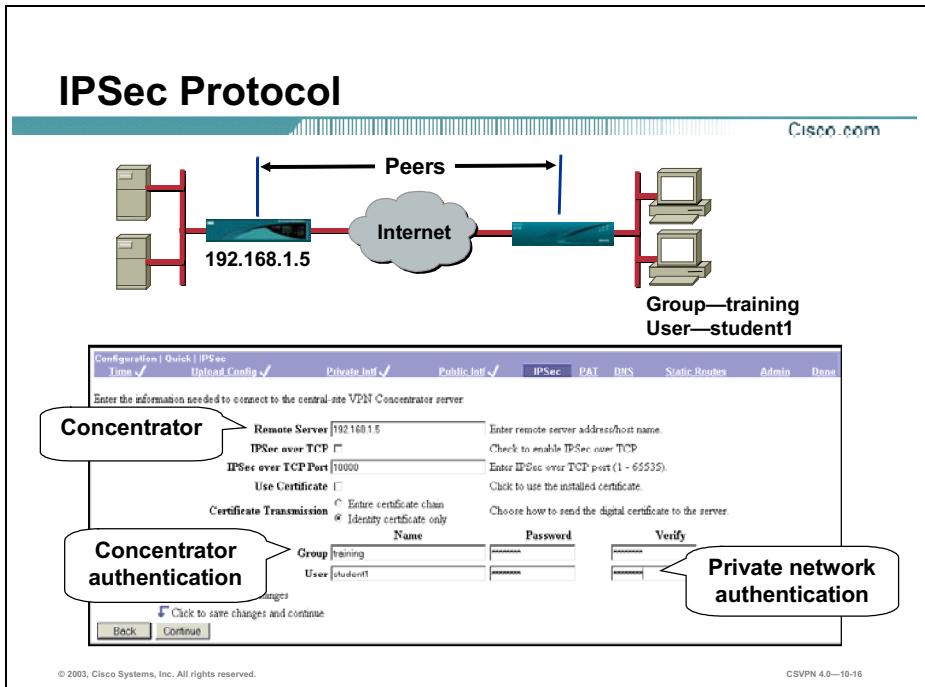 IPSec Protocol
Cisco.com
Peers
Internet
192.168.1.5
Group—training
User—student1
Configuration | Quick | IPSec
Time ✓ Upload Config ✓ Private Intf ✓ Public Intf ✓ IPSec PAT DNS Static Routes Admin Done
Enter the information needed to connect to the central-site VPN Concentrator server.
Concentrator
Remote Server 192.168.1.5 Enter remote server address/host name.
IPSec over TCP Check to enable IPSec over TCP
IPSec over TCP Port 10000 Enter IPSec over TCP port (1 - 65535).
Use Certificate Click to use the installed certificate.
Certificate Transmission Entire certificate chain
Identity certificate only Choose how to send the digital certificate to the server.
Name Password Verify
Concentrator authentication
Group training ******** ********
User student1 ******** ********
Private network authentication
Click to save changes and continue
Back Continue
© 2003, Cisco Systems, Inc. All rights reserved.
CSVPN 4.0—10-16